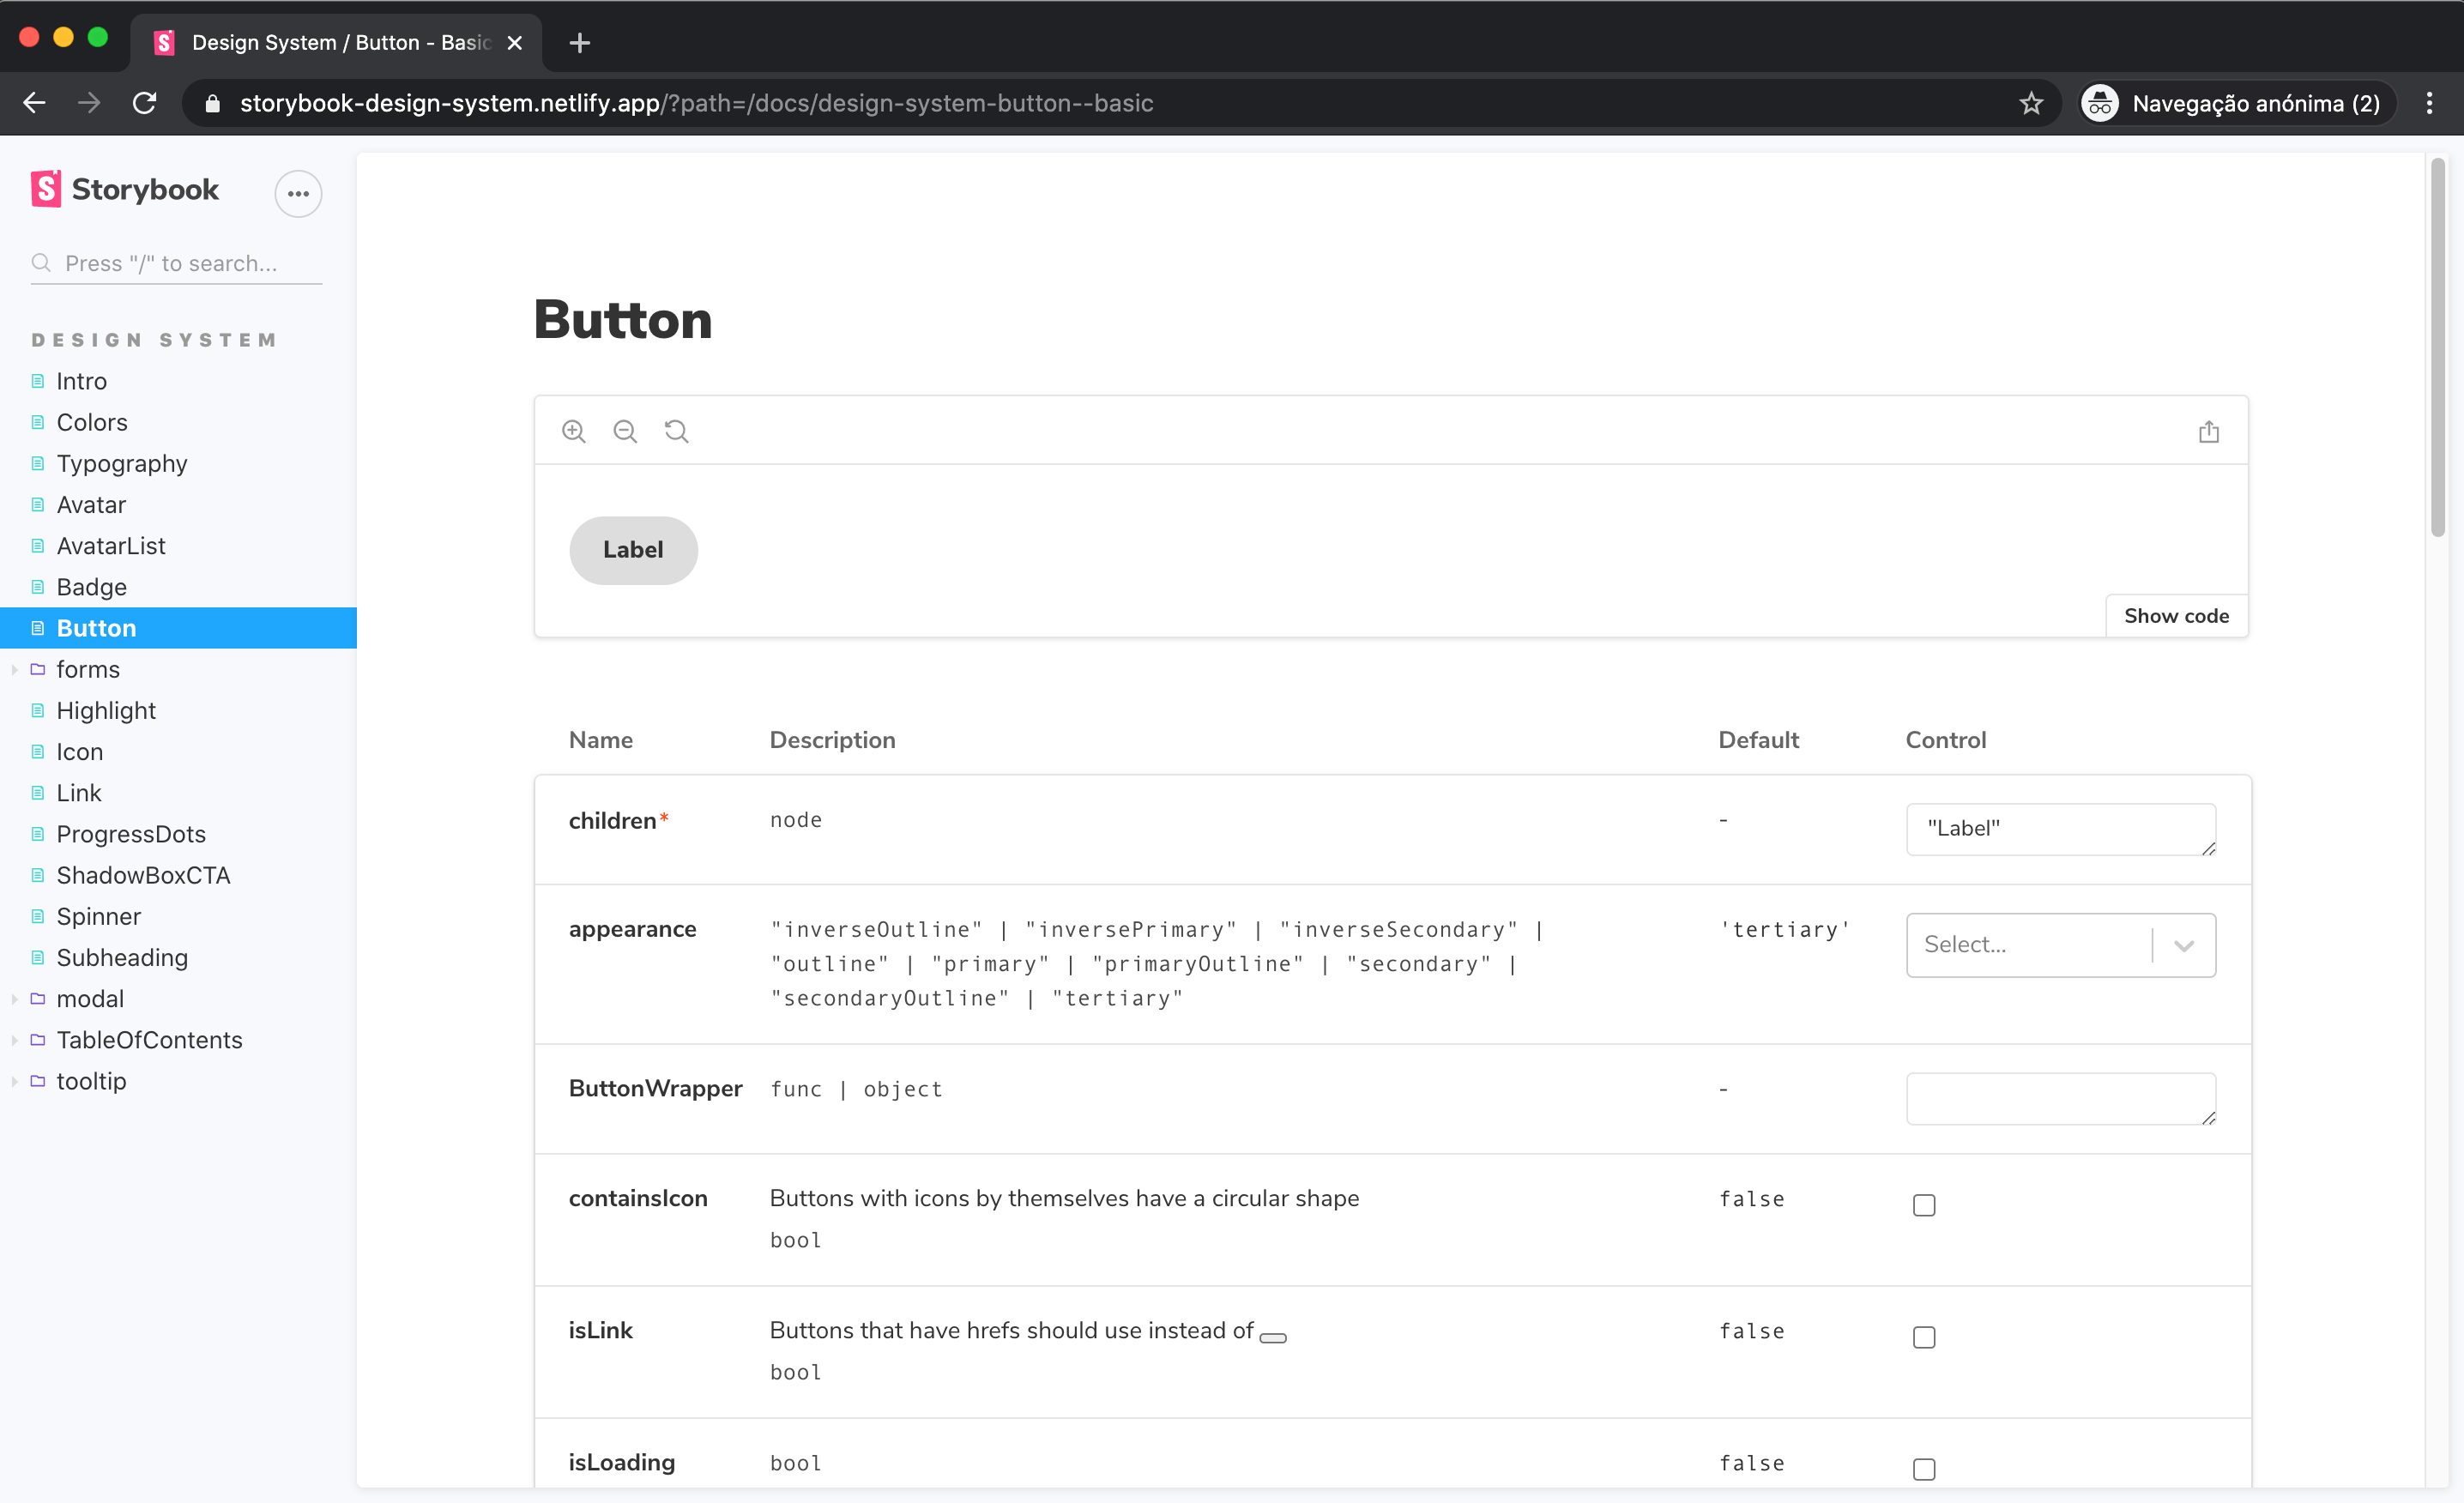 Design System / Button - Basic
storybook-design-system.netlify.app/?path=/docs/design-system-button--basic
Navegação anónima (2)
Storybook
Press "/" to search...
DESIGN SYSTEM
Intro
Colors
Typography
Avatar
AvatarList
Badge
Button
forms
Highlight
Icon
Link
ProgressDots
ShadowBoxCTA
Spinner
Subheading
modal
TableOfContents
tooltip
Button
Label
Show code
Name Description Default Control
children* node - "Label"
appearance "inverseOutline" | "inversePrimary" | "inverseSecondary" | 'tertiary' Select...
"outline" | "primary" | "primaryOutline" | "secondary" |
"secondaryOutline" | "tertiary"
ButtonWrapper func | object -
containsIcon Buttons with icons by themselves have a circular shape false
bool
isLink Buttons that have hrefs should use instead of false
bool
isLoading bool false